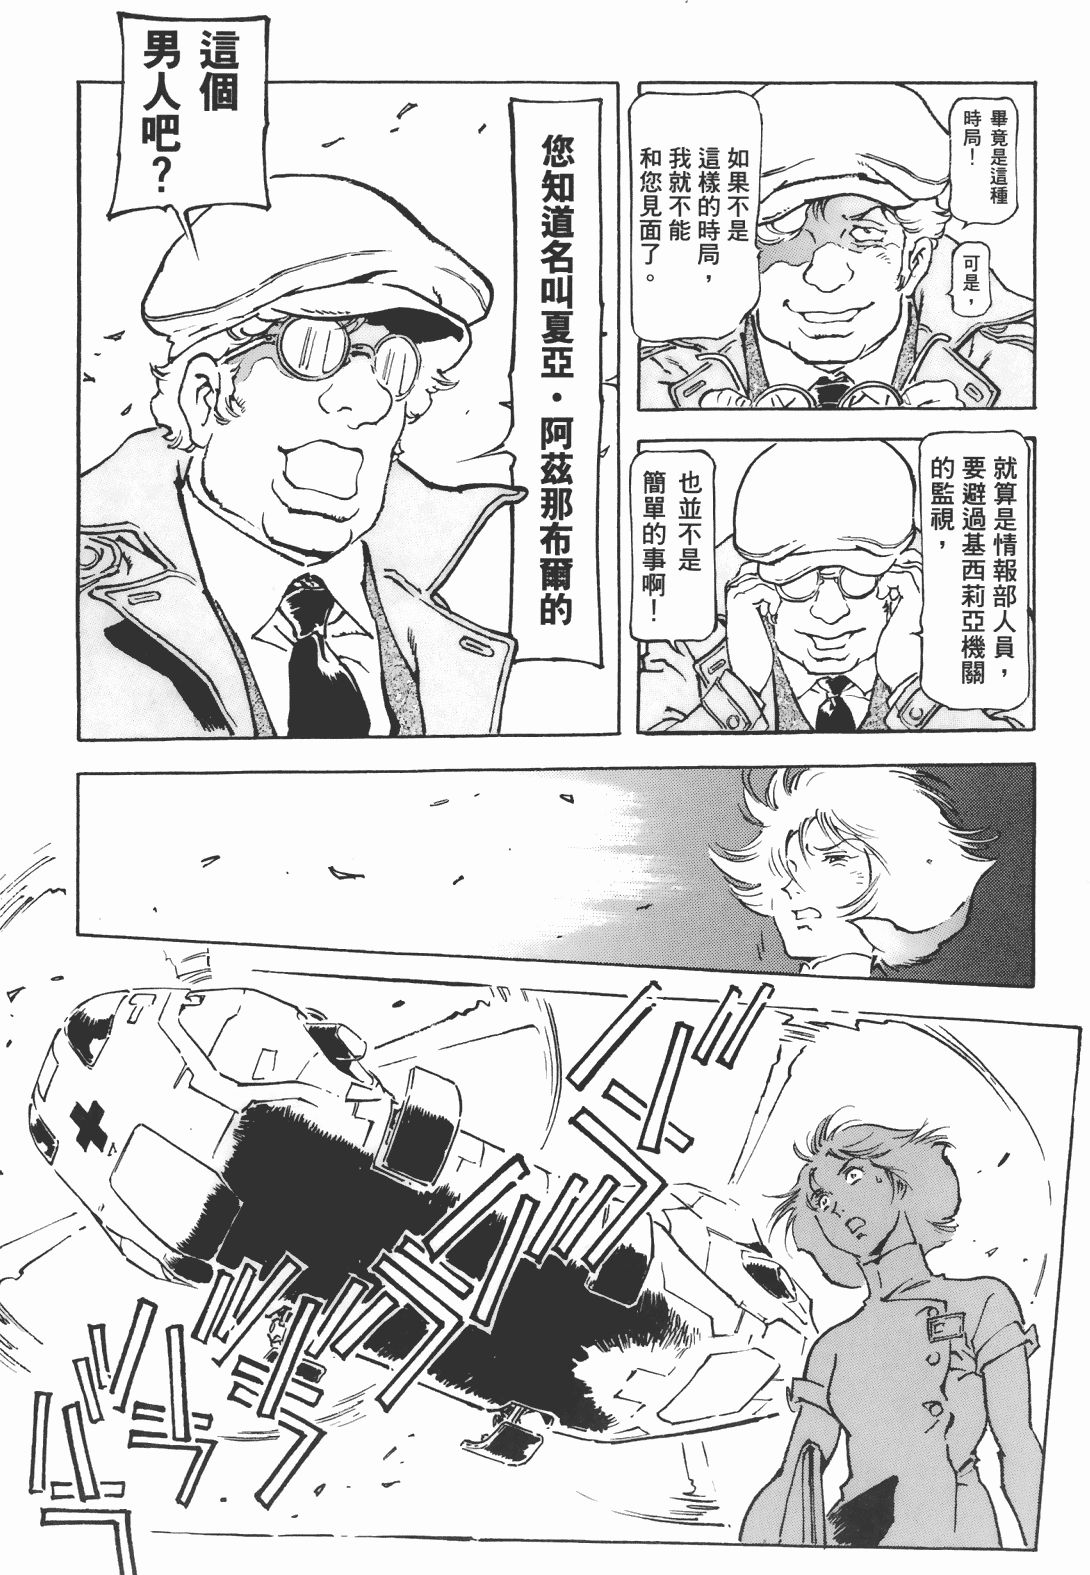 畢竟是這種
時局！
可是，
如果不是
這樣的時局，
我就不能
和您見面了。
就算是情報部人員，
要避過基西莉亞機關
的監視，
也並不是
簡單的事啊！
您知道名叫夏亞・阿茲那布爾的
這個
男人吧？